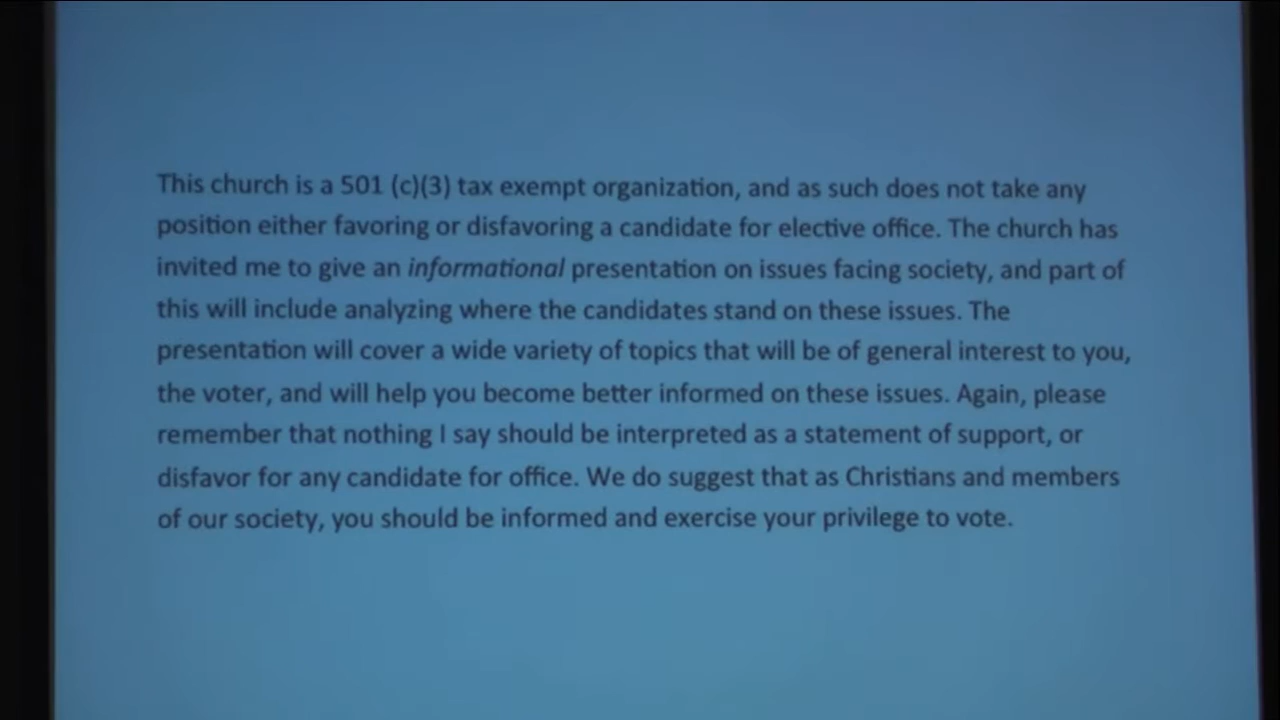 This church is a 501 (c)(3) tax exempt organization, and as such does not take any
position either favoring or disfavoring a candidate for elective office. The church has
invited me to give an informational presentation on issues facing society, and part of
this will include analyzing where the candidates stand on these issues. The
presentation will cover a wide variety of topics that will be of general interest to you,
the voter, and will help you become better informed on these issues. Again, please
remember that nothing I say should be interpreted as a statement of support, or
disfavor for any candidate for office. We do suggest that as Christians and members
of our society, you should be informed and exercise your privilege to vote.